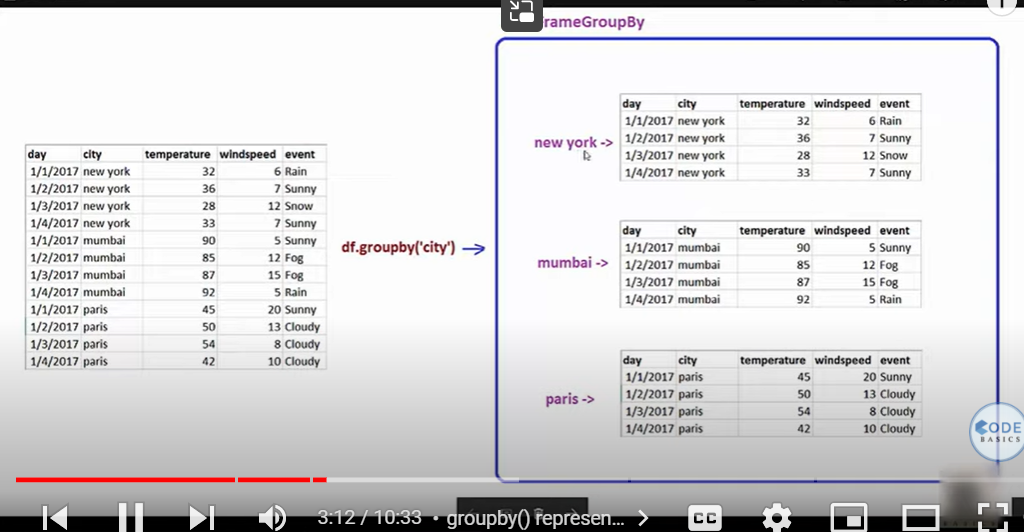 rameGroupBy
day city temperature windspeed event
1/1/2017 new york 32 6 Rain
1/2/2017 new york 36 7 Sunny
1/3/2017 new york 28 12 Snow
1/4/2017 new york 33 7 Sunny
1/1/2017 mumbai 90 5 Sunny
1/2/2017 mumbai 85 12 Fog
1/3/2017 mumbai 87 15 Fog
1/4/2017 mumbai 92 5 Rain
1/1/2017 paris 45 20 Sunny
1/2/2017 paris 50 13 Cloudy
1/3/2017 paris 54 8 Cloudy
1/4/2017 paris 42 10 Cloudy
df.groupby('city')
new york ->
day city temperature windspeed event
1/1/2017 new york 32 6 Rain
1/2/2017 new york 36 7 Sunny
1/3/2017 new york 28 12 Snow
1/4/2017 new york 33 7 Sunny
mumbai ->
day city temperature windspeed event
1/1/2017 mumbai 90 5 Sunny
1/2/2017 mumbai 85 12 Fog
1/3/2017 mumbai 87 15 Fog
1/4/2017 mumbai 92 5 Rain
paris ->
day city temperature windspeed event
1/1/2017 paris 45 20 Sunny
1/2/2017 paris 50 13 Cloudy
1/3/2017 paris 54 8 Cloudy
1/4/2017 paris 42 10 Cloudy
CODE
BASICS
3:12 / 10:33 • groupby() represen...
CC